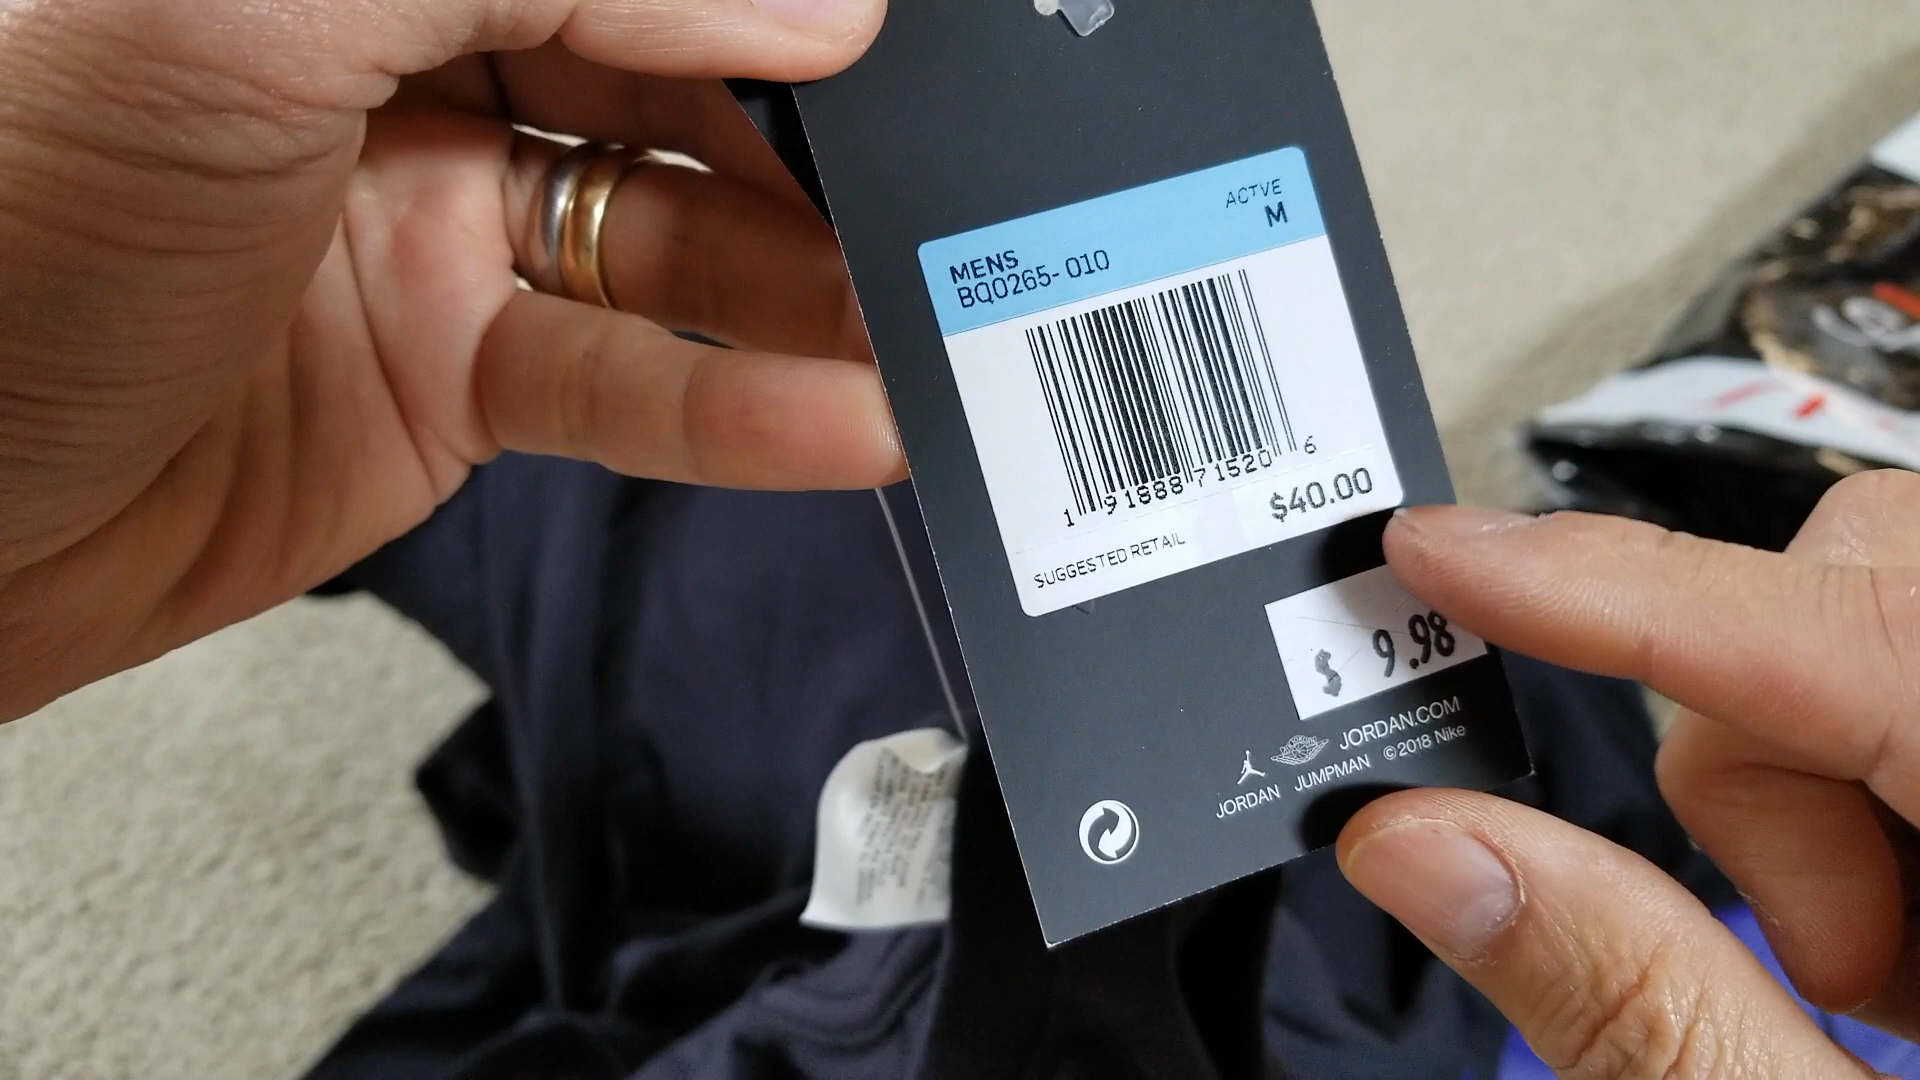 ACTVE
M
MENS
BQ0265-010
1 91888 71520 6
$40.00
SUGGESTED RETAIL
$ 9.98
JORDAN.COM
JORDAN JUMPMAN ©2018 Nike